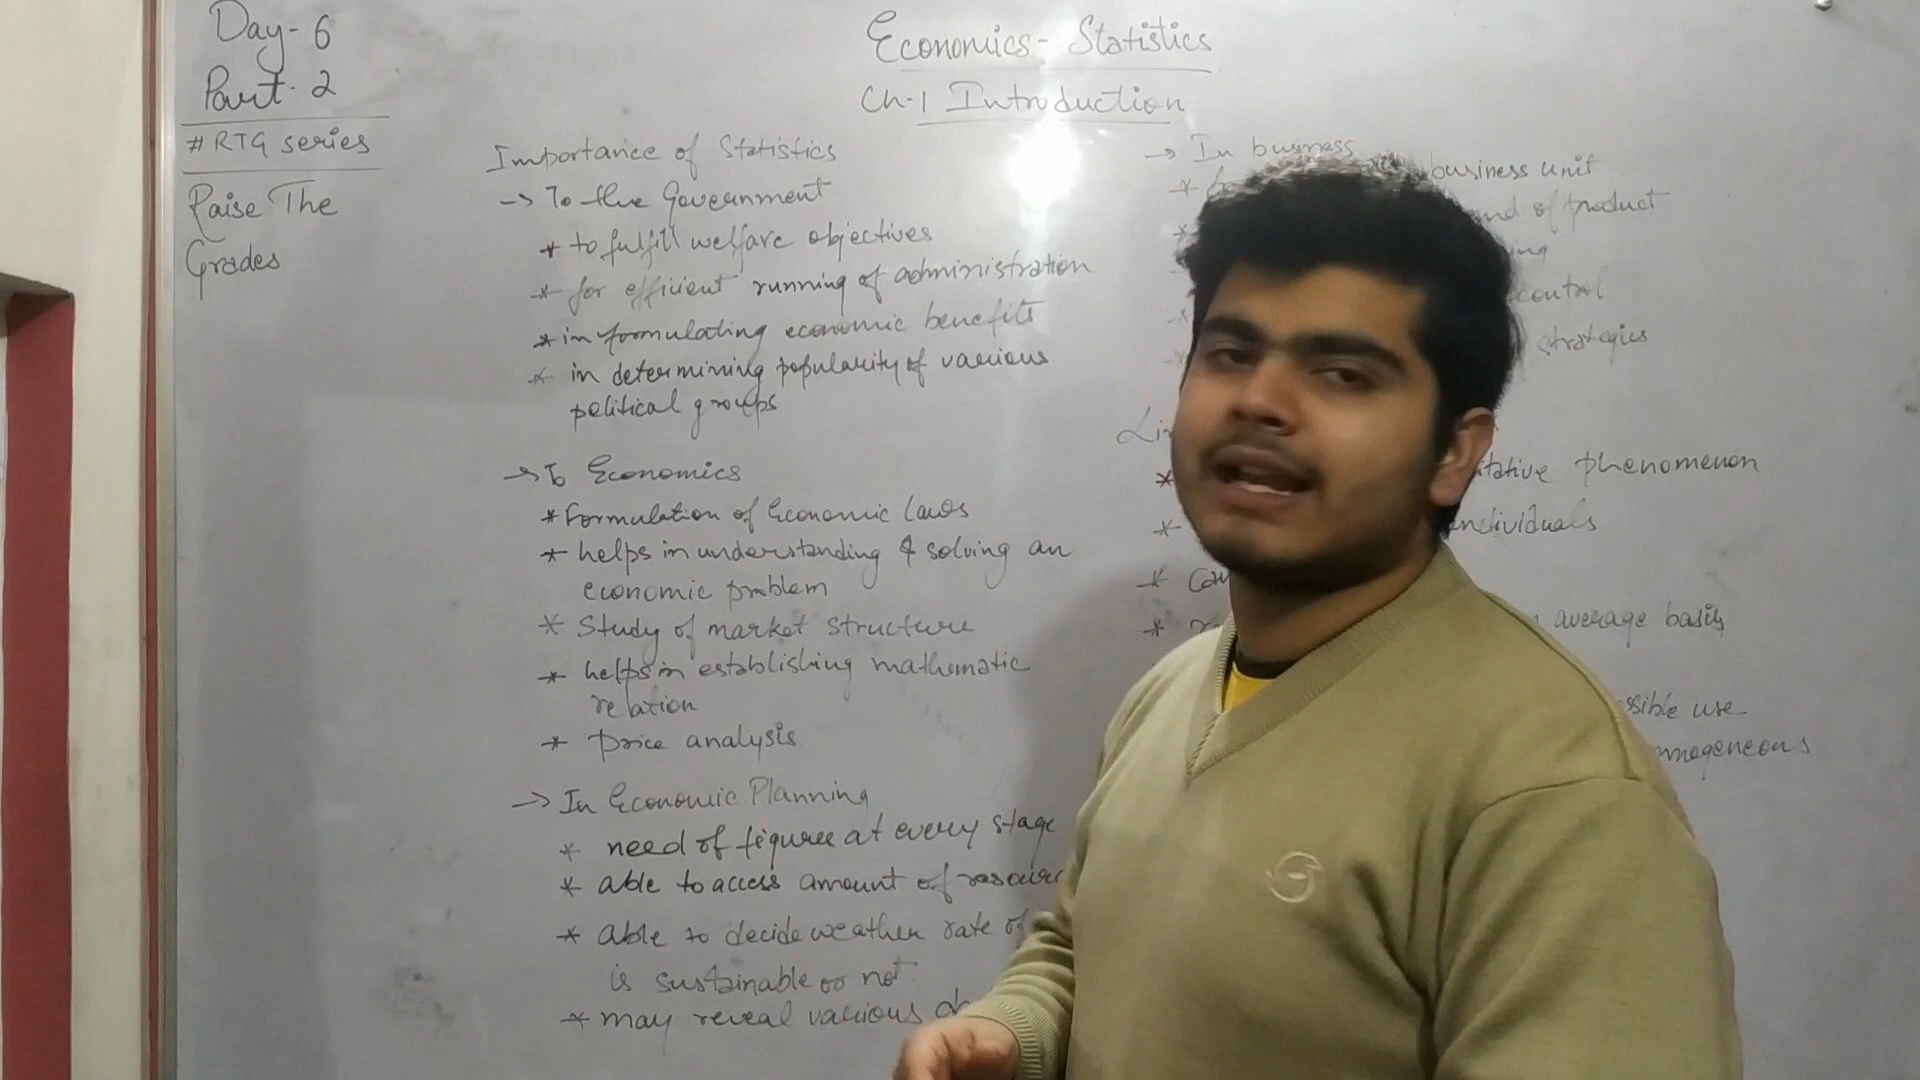 Day-6
Part-2
# RTG series
Raise The
Grades
Economics- Statistics
Ch-1 Introduction
Importance of Statistics
-> To the Government
* to fulfill welfare objectives
* for efficient running of administration
* in formulating economic benefits
* in determining popularity of various
political groups
-> To Economics
* Formulation of Economic laws
* helps in understanding & solving an
economic problem
* Study of market structure
* helps in establishing mathematic
relation
* Price analysis
-> In Economic Planning
* need of figures at every stage
* able to access amount of
* able to decide weather rate of
is sustainable or not
* may reveal various
-> In business
* business unit
* of product
*
* control
* strategies
* phenomenon
* individuals
*
* average basis
use